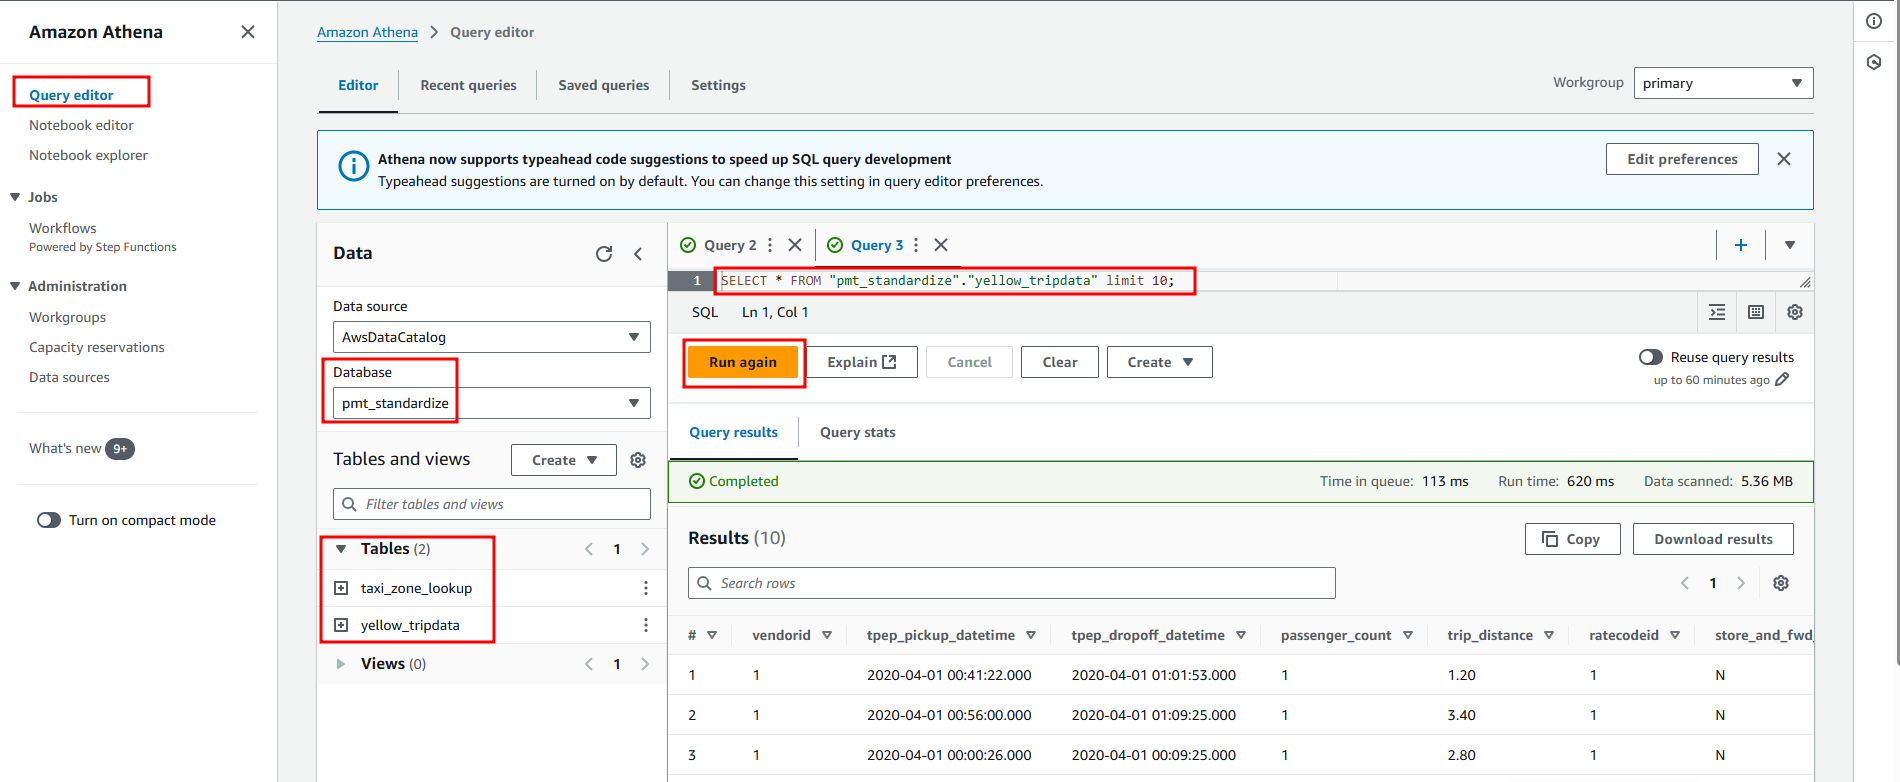 Amazon Athena
Query editor
Notebook editor
Notebook explorer
Jobs
Workflows
Powered by Step Functions
Administration
Workgroups
Capacity reservations
Data sources
What's new 9+
Turn on compact mode
Amazon Athena > Query editor
Editor Recent queries Saved queries Settings
Workgroup primary
Athena now supports typeahead code suggestions to speed up SQL query development
Typeahead suggestions are turned on by default. You can change this setting in query editor preferences.
Edit preferences
Data
Data source
AwsDataCatalog
Database
pmt_standardize
Tables and views Create
Filter tables and views
Tables (2) 1
taxi_zone_lookup
yellow_tripdata
Views (0) 1
Query 2 Query 3
1 SELECT * FROM "pmt_standardize"."yellow_tripdata" limit 10;
SQL Ln 1, Col 1
Run again Explain Cancel Clear Create
Reuse query results
up to 60 minutes ago
Query results Query stats
Completed Time in queue: 113 ms Run time: 620 ms Data scanned: 5.36 MB
Results (10) Copy Download results
Search rows 1
# vendorid tpep_pickup_datetime tpep_dropoff_datetime passenger_count trip_distance ratecodeid store_and_fwd_
1 1 2020-04-01 00:41:22.000 2020-04-01 01:01:53.000 1 1.20 1 N
2 1 2020-04-01 00:56:00.000 2020-04-01 01:09:25.000 1 3.40 1 N
3 1 2020-04-01 00:00:26.000 2020-04-01 00:09:25.000 1 2.80 1 N